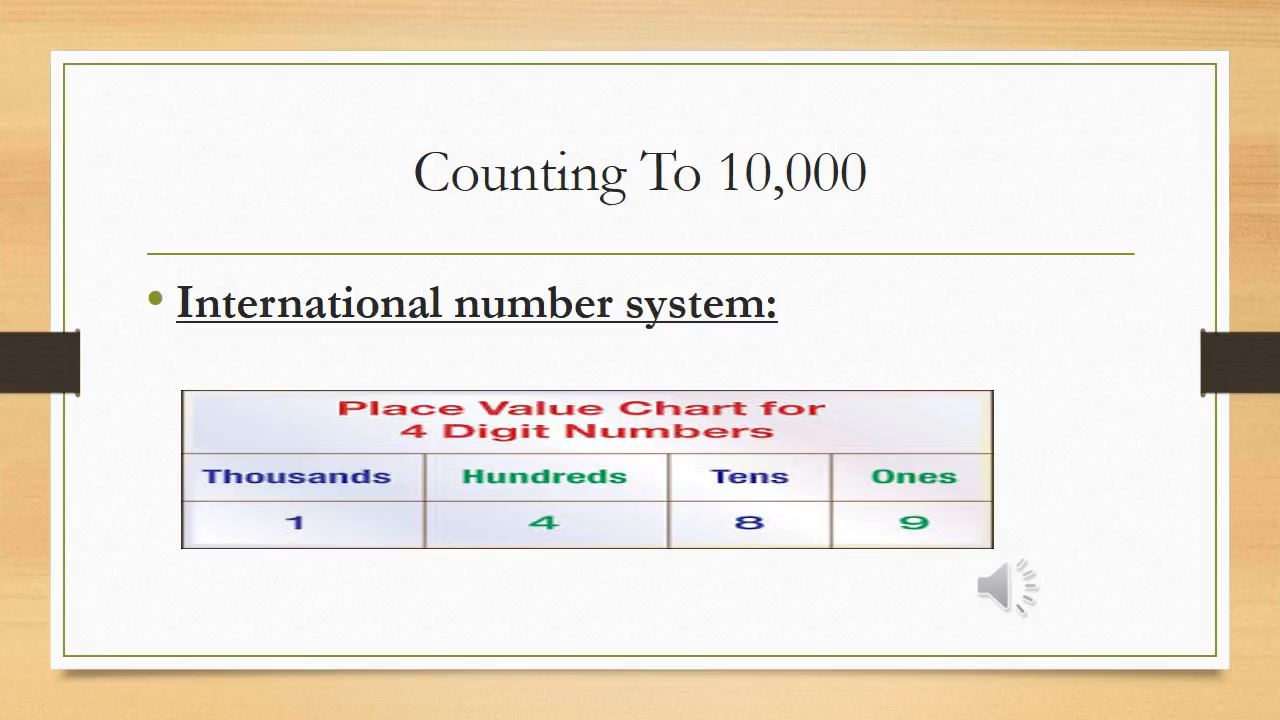 Counting To 10,000
• International number system:
Place Value Chart for
4 Digit Numbers
Thousands Hundreds Tens Ones
1 4 8 9